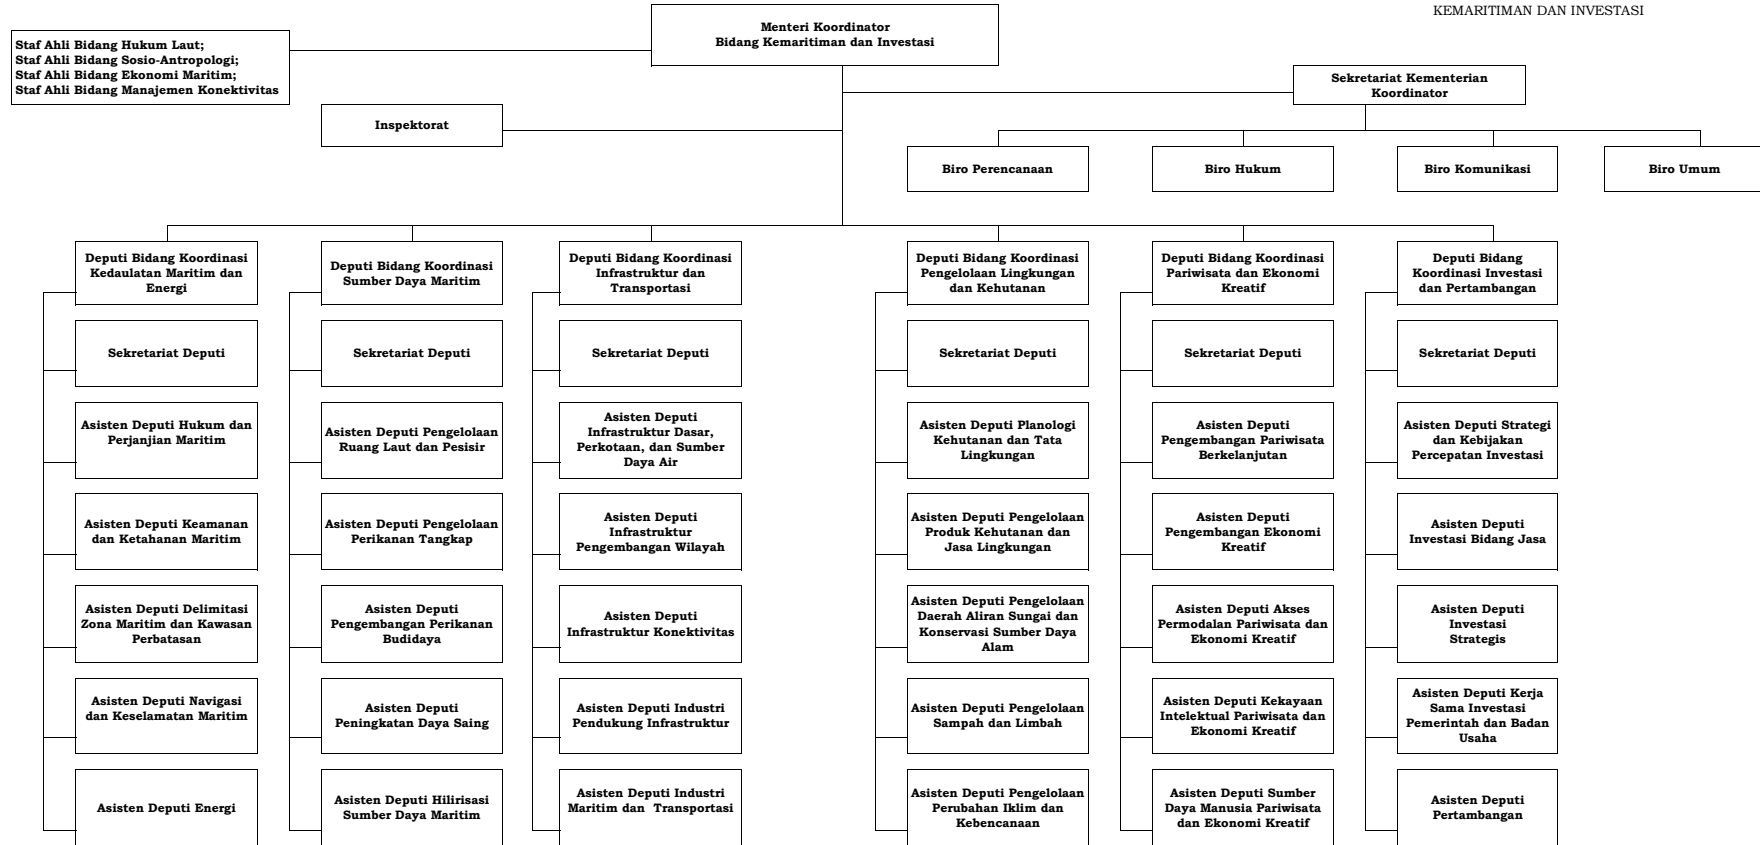 KEMARITIMAN DAN INVESTASI
Menteri Koordinator
Bidang Kemaritiman dan Investasi
Staf Ahli Bidang Hukum Laut;
Staf Ahli Bidang Sosio-Antropologi;
Staf Ahli Bidang Ekonomi Maritim;
Staf Ahli Bidang Manajemen Konektivitas
Sekretariat Kementerian
Koordinator
Inspektorat
Biro Perencanaan
Biro Hukum
Biro Komunikasi
Biro Umum
Deputi Bidang Koordinasi
Kedaulatan Maritim dan
Energi
Sekretariat Deputi
Asisten Deputi Hukum dan
Perjanjian Maritim
Asisten Deputi Keamanan
dan Ketahanan Maritim
Asisten Deputi Delimitasi
Zona Maritim dan Kawasan
Perbatasan
Asisten Deputi Navigasi
dan Keselamatan Maritim
Asisten Deputi Energi
Deputi Bidang Koordinasi
Sumber Daya Maritim
Sekretariat Deputi
Asisten Deputi Pengelolaan
Ruang Laut dan Pesisir
Asisten Deputi Pengelolaan
Perikanan Tangkap
Asisten Deputi
Pengembangan Perikanan
Budidaya
Asisten Deputi
Peningkatan Daya Saing
Asisten Deputi Hilirisasi
Sumber Daya Maritim
Deputi Bidang Koordinasi
Infrastruktur dan
Transportasi
Sekretariat Deputi
Asisten Deputi
Infrastruktur Dasar,
Perkotaan, dan Sumber
Daya Air
Asisten Deputi
Infrastruktur
Pengembangan Wilayah
Asisten Deputi
Infrastruktur Konektivitas
Asisten Deputi Industri
Pendukung Infrastruktur
Asisten Deputi Industri
Maritim dan Transportasi
Deputi Bidang Koordinasi
Pengelolaan Lingkungan
dan Kehutanan
Sekretariat Deputi
Asisten Deputi Planologi
Kehutanan dan Tata
Lingkungan
Asisten Deputi Pengelolaan
Produk Kehutanan dan
Jasa Lingkungan
Asisten Deputi Pengelolaan
Daerah Aliran Sungai dan
Konservasi Sumber Daya
Alam
Asisten Deputi Pengelolaan
Sampah dan Limbah
Asisten Deputi Pengelolaan
Perubahan Iklim dan
Kebencanaan
Deputi Bidang Koordinasi
Pariwisata dan Ekonomi
Kreatif
Sekretariat Deputi
Asisten Deputi
Pengembangan Pariwisata
Berkelanjutan
Asisten Deputi
Pengembangan Ekonomi
Kreatif
Asisten Deputi Akses
Permodalan Pariwisata dan
Ekonomi Kreatif
Asisten Deputi Kekayaan
Intelektual Pariwisata dan
Ekonomi Kreatif
Asisten Deputi Sumber
Daya Manusia Pariwisata
dan Ekonomi Kreatif
Deputi Bidang
Koordinasi Investasi
dan Pertambangan
Sekretariat Deputi
Asisten Deputi Strategi
dan Kebijakan
Percepatan Investasi
Asisten Deputi
Investasi Bidang Jasa
Asisten Deputi
Investasi
Strategis
Asisten Deputi Kerja
Sama Investasi
Pemerintah dan Badan
Usaha
Asisten Deputi
Pertambangan